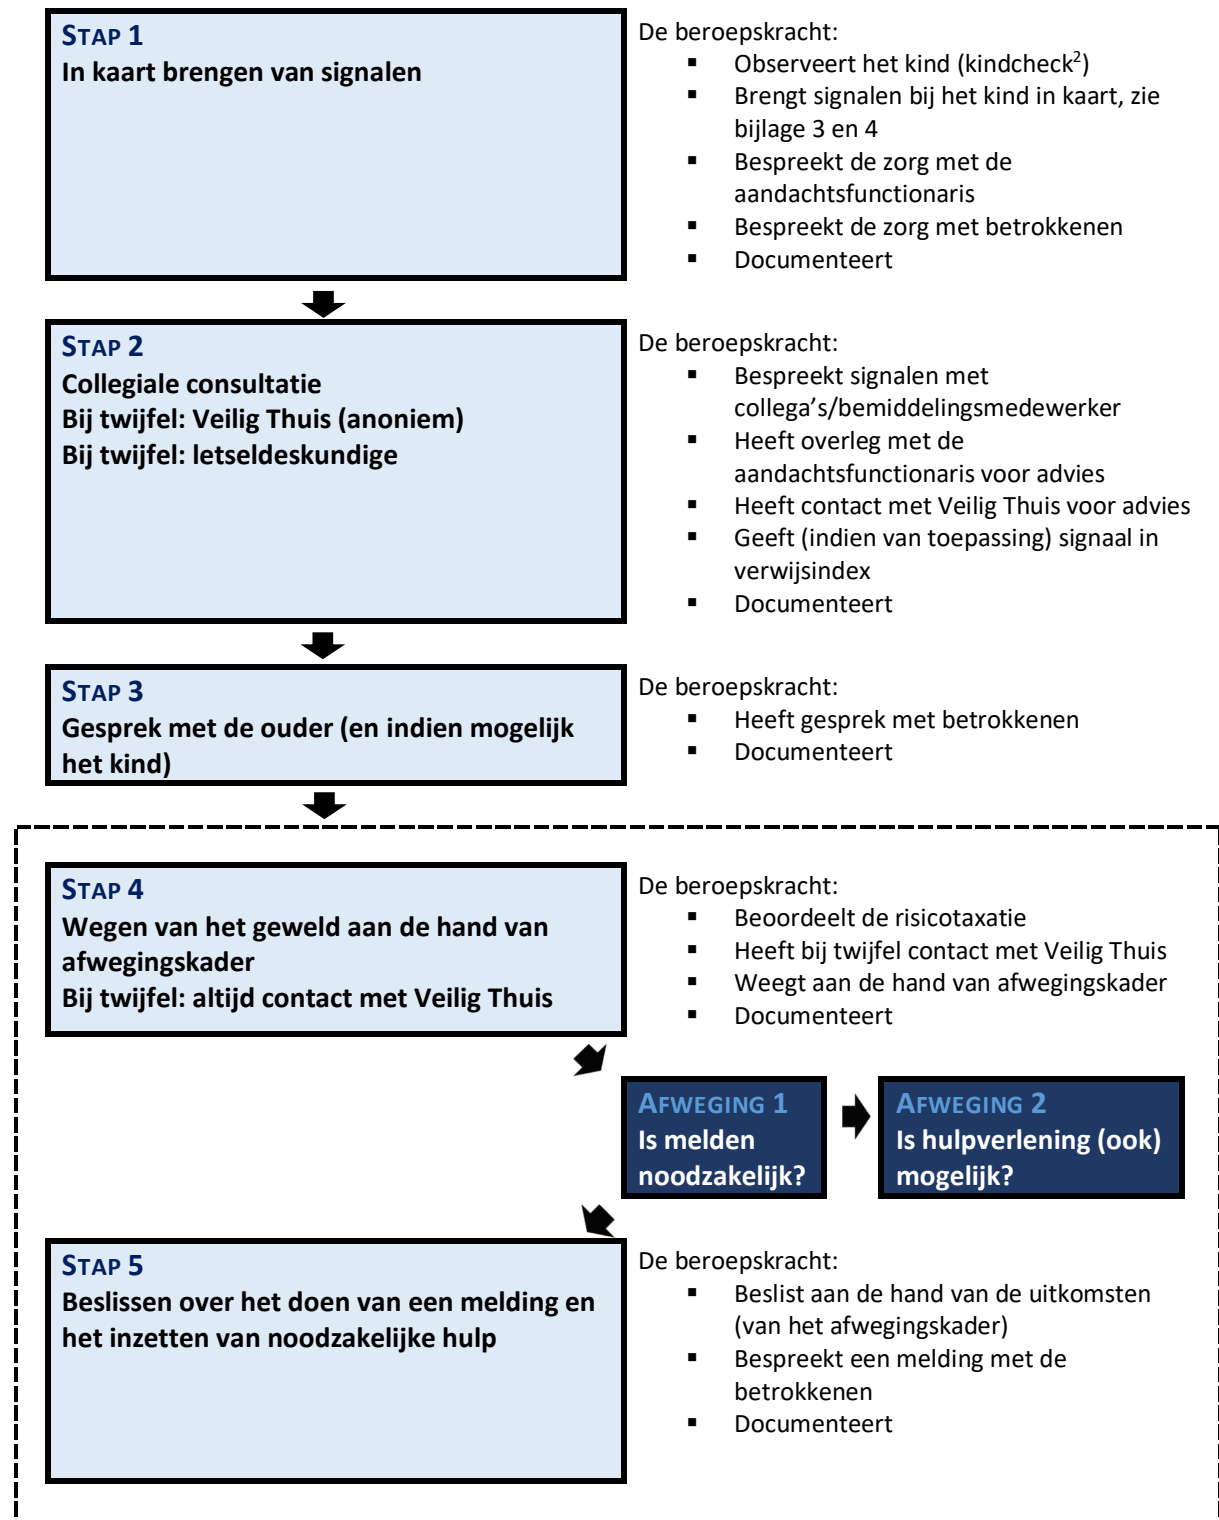 STAP 1
In kaart brengen van signalen
De beroepskracht:
▪ Observeert het kind (kindcheck²)
▪ Brengt signalen bij het kind in kaart, zie
bijlage 3 en 4
▪ Bespreekt de zorg met de
aandachtsfunctionaris
▪ Bespreekt de zorg met betrokkenen
▪ Documenteert
STAP 2
Collegiale consultatie
Bij twijfel: Veilig Thuis (anoniem)
Bij twijfel: letseldeskundige
De beroepskracht:
▪ Bespreekt signalen met
collega’s/bemiddelingsmedewerker
▪ Heeft overleg met de
aandachtsfunctionaris voor advies
▪ Heeft contact met Veilig Thuis voor advies
▪ Geeft (indien van toepassing) signaal in
verwijsindex
▪ Documenteert
STAP 3
Gesprek met de ouder (en indien mogelijk
het kind)
De beroepskracht:
▪ Heeft gesprek met betrokkenen
▪ Documenteert
STAP 4
Wegen van het geweld aan de hand van
afwegingskader
Bij twijfel: altijd contact met Veilig Thuis
De beroepskracht:
▪ Beoordeelt de risicotaxatie
▪ Heeft bij twijfel contact met Veilig Thuis
▪ Weegt aan de hand van afwegingskader
▪ Documenteert
AFWEGING 1
Is melden
noodzakelijk?
AFWEGING 2
Is hulpverlening (ook)
mogelijk?
STAP 5
Beslissen over het doen van een melding en
het inzetten van noodzakelijke hulp
De beroepskracht:
▪ Beslist aan de hand van de uitkomsten
(van het afwegingskader)
▪ Bespreekt een melding met de
betrokkenen
▪ Documenteert